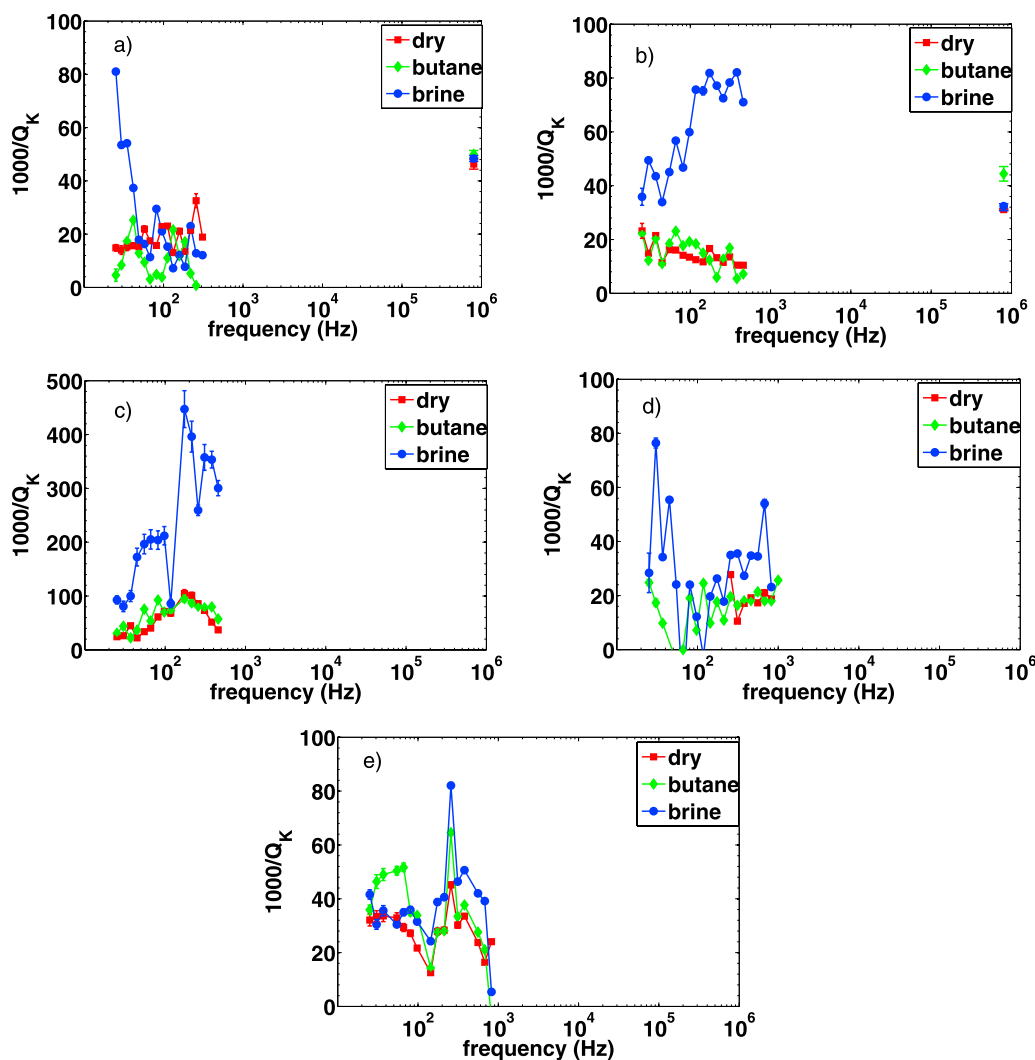 a)
dry
butane
brine
100
80
60
40
20
0
1000/Q_K
10^2
10^3
10^4
10^5
10^6
frequency (Hz)
b)
dry
butane
brine
100
80
60
40
20
0
1000/Q_K
10^2
10^3
10^4
10^5
10^6
frequency (Hz)
c)
dry
butane
brine
500
400
300
200
100
0
1000/Q_K
10^2
10^3
10^4
10^5
10^6
frequency (Hz)
d)
dry
butane
brine
100
80
60
40
20
0
1000/Q_K
10^2
10^3
10^4
10^5
10^6
frequency (Hz)
e)
dry
butane
brine
100
80
60
40
20
0
1000/Q_K
10^2
10^3
10^4
10^5
10^6
frequency (Hz)